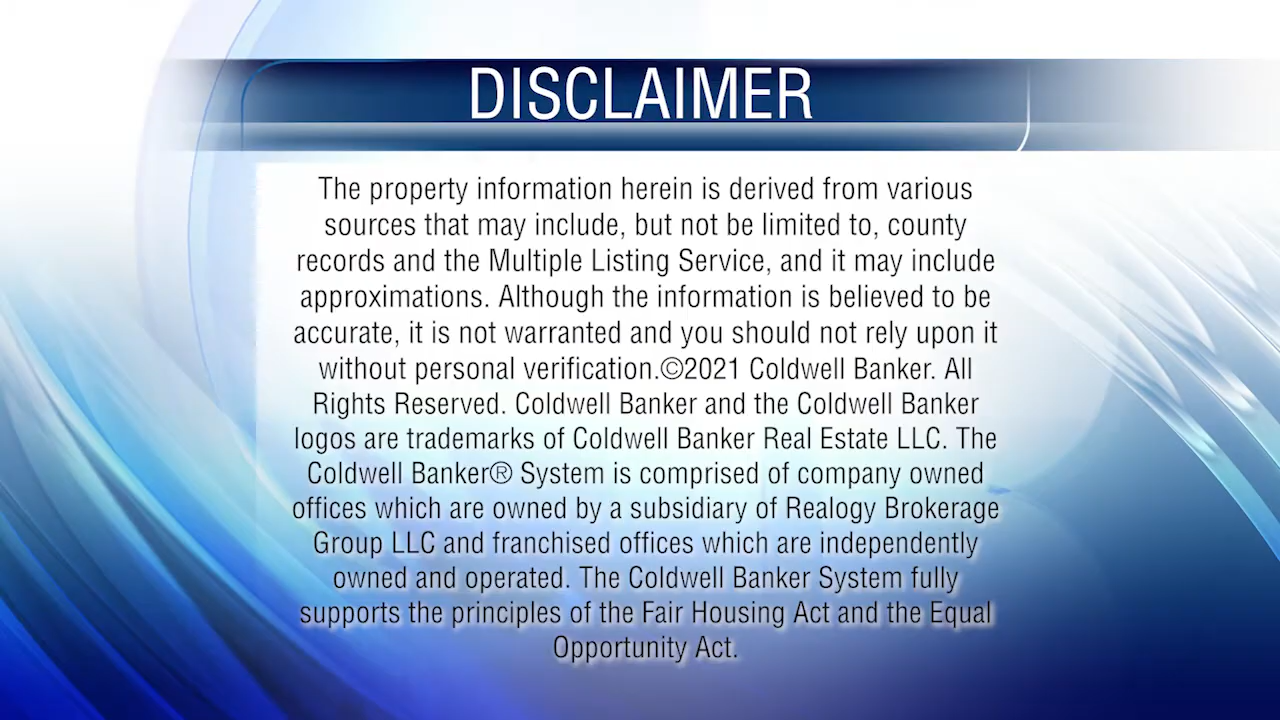 DISCLAIMER
The property information herein is derived from various
sources that may include, but not be limited to, county
records and the Multiple Listing Service, and it may include
approximations. Although the information is believed to be
accurate, it is not warranted and you should not rely upon it
without personal verification.©2021 Coldwell Banker. All
Rights Reserved. Coldwell Banker and the Coldwell Banker
logos are trademarks of Coldwell Banker Real Estate LLC. The
Coldwell Banker® System is comprised of company owned
offices which are owned by a subsidiary of Realogy Brokerage
Group LLC and franchised offices which are independently
owned and operated. The Coldwell Banker System fully
supports the principles of the Fair Housing Act and the Equal
Opportunity Act.